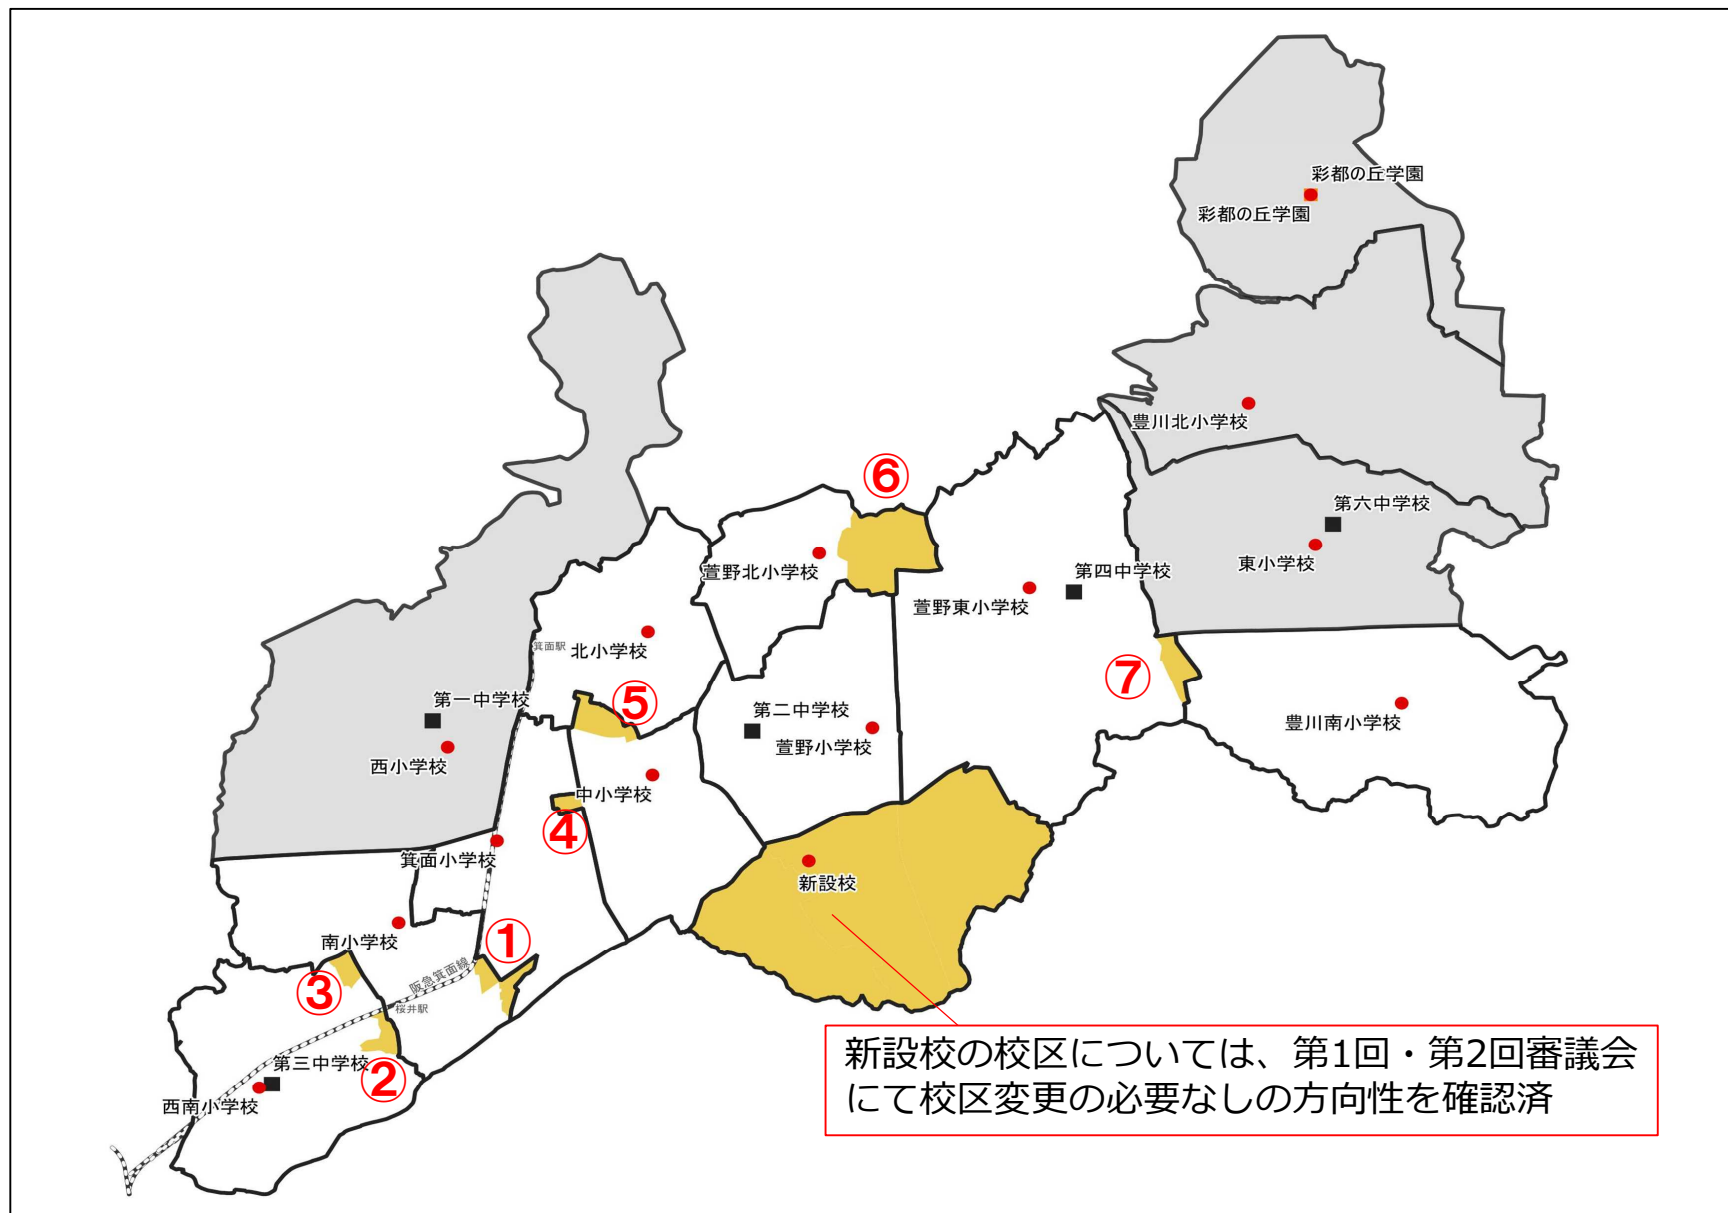 彩都の丘学園
彩都の丘学園
豊川北小学校
⑥
第六中学校
東小学校
萱野北小学校
第四中学校
萱野東小学校
箕面駅
北小学校
⑦
⑤
第一中学校
第二中学校
豊川南小学校
萱野小学校
西小学校
中小学校
④
箕面小学校
新設校
南小学校
①
阪急箕面線
③
桜井駅
第三中学校
②
西南小学校
新設校の校区については、第1回・第2回審議会
にて校区変更の必要なしの方向性を確認済